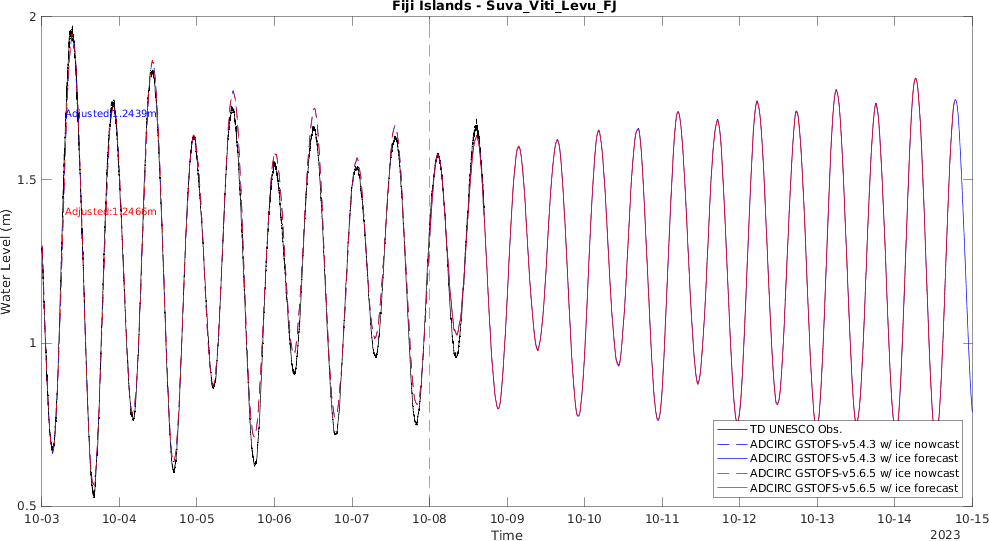 Fiji Islands - Suva_Viti_Levu_FJ
2
Adjusted:1.2439m
1.5
Adjusted:1.2466m
Water Level (m)
1
TD UNESCO Obs.
ADCIRC GSTOFS-v5.4.3 w/ ice nowcast
ADCIRC GSTOFS-v5.4.3 w/ ice forecast
ADCIRC GSTOFS-v5.6.5 w/ ice nowcast
ADCIRC GSTOFS-v5.6.5 w/ ice forecast
0.5
10-03 10-04 10-05 10-06 10-07 10-08 10-09 10-10 10-11 10-12 10-13 10-14 10-15
Time
2023